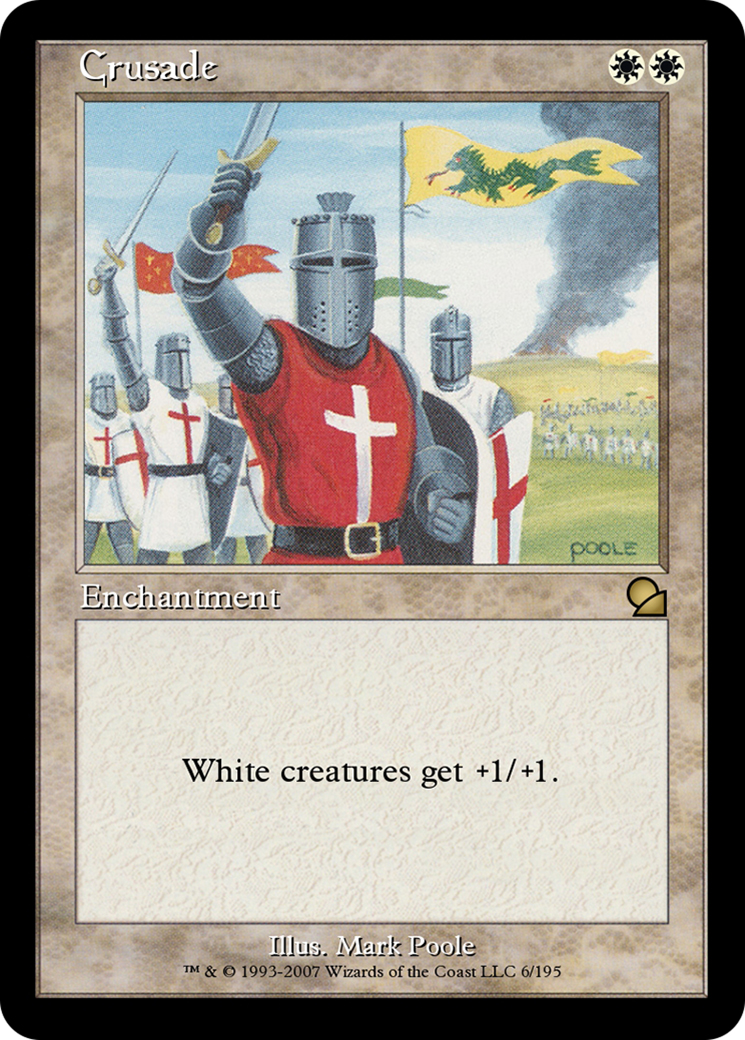 Crusade
POOLE
Enchantment
White creatures get +1/+1.
Illus. Mark Poole
™ & © 1993-2007 Wizards of the Coast LLC 6/195